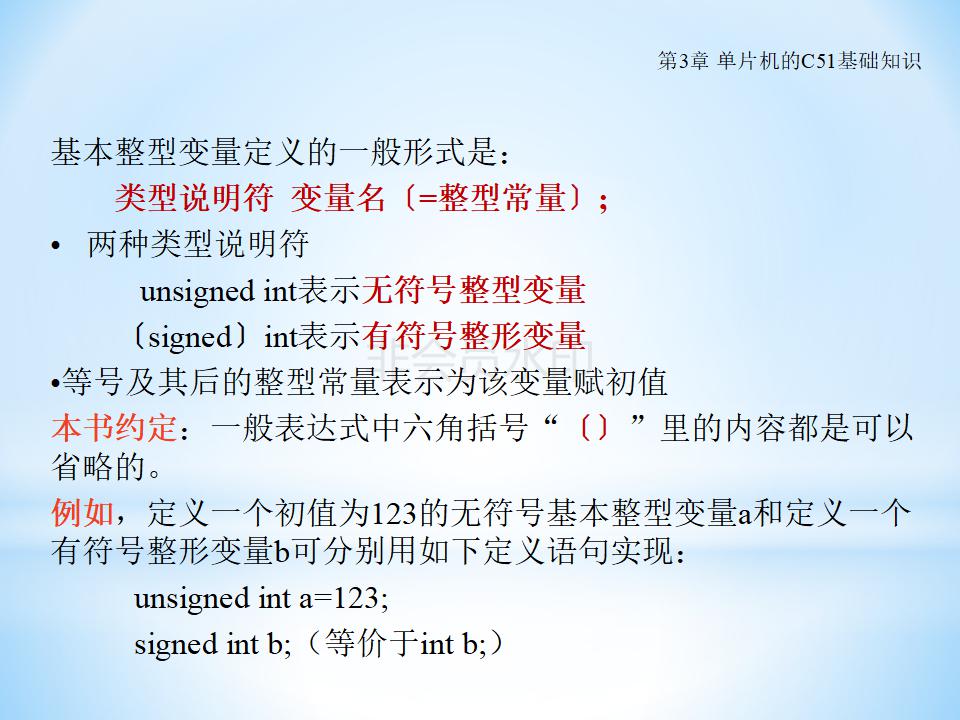 第3章 单片机的C51基础知识
基本整型变量定义的一般形式是：
类型说明符 变量名〔=整型常量〕；
• 两种类型说明符
unsigned int表示无符号整型变量
〔signed〕int表示有符号整形变量
非会员水印
•等号及其后的整型常量表示为该变量赋初值
本书约定：一般表达式中六角括号“〔〕”里的内容都是可以
省略的。
例如，定义一个初值为123的无符号基本整型变量a和定义一个
有符号整形变量b可分别用如下定义语句实现：
unsigned int a=123;
signed int b;（等价于int b;）